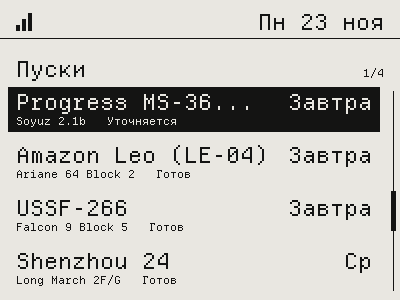 Пн 23 ноя
Пуски 1/4
Progress MS-36... Завтра
Soyuz 2.1b Уточняется
Amazon Leo (LE-04) Завтра
Ariane 64 Block 2 Готов
USSF-266 Завтра
Falcon 9 Block 5 Готов
Shenzhou 24 Ср
Long March 2F/G Готов